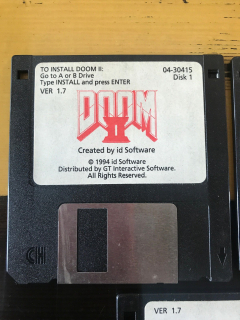 TO INSTALL DOOM II:
Go to A or B Drive
Type INSTALL and press ENTER
VER 1.7
04-30415
Disk 1
DOOM
II
Created by id Software
© 1994 id Software
Distributed by GT Interactive Software.
All Rights Reserved.
VER 1.7